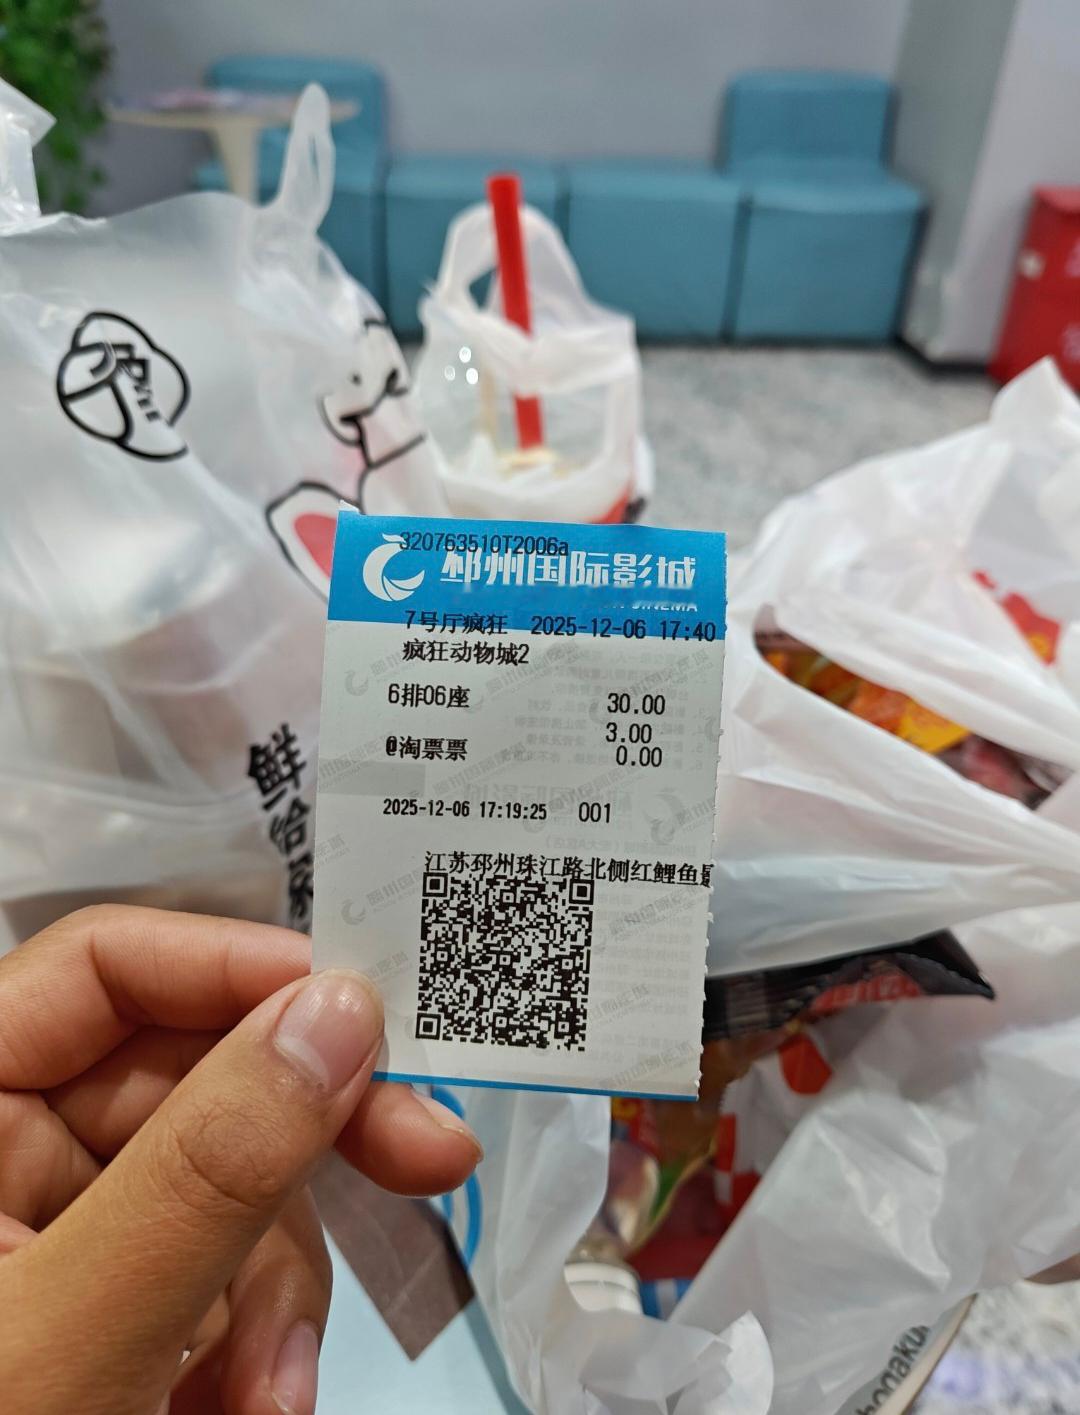 320763510T2006a
邳州国际影城
CINEMA
7号厅疯狂 2025-12-06 17:40
疯狂动物城2
6排06座 30.00
3.00
@淘票票 0.00
2025-12-06 17:19:25 001
江苏邳州珠江路北侧红鲤鱼影
鲜给